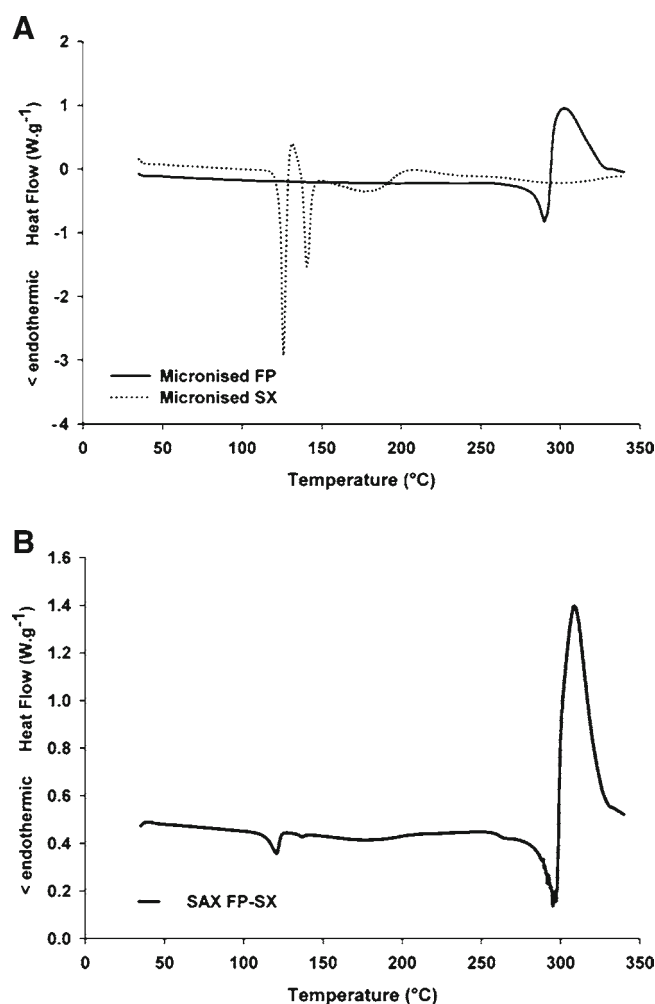 A
2
1
0
-1
-2
-3
-4
< endothermic Heat Flow (W.g-1)
Micronised FP
Micronised SX
0 50 100 150 200 250 300 350
Temperature (°C)
B
1.6
1.4
1.2
1.0
0.8
0.6
0.4
0.2
0.0
< endothermic Heat Flow (W.g-1)
SAX FP-SX
0 50 100 150 200 250 300 350
Temperature (°C)